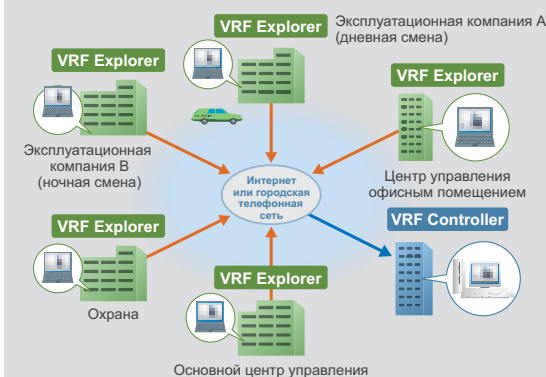 VRF Explorer
Эксплуатационная компания А
(дневная смена)
VRF Explorer
Эксплуатационная
компания В
(ночная смена)
VRF Explorer
Центр управления
офисным помещением
Интернет
или городская
телефонная
сеть
VRF Controller
VRF Explorer
Охрана
VRF Explorer
Основной центр управления